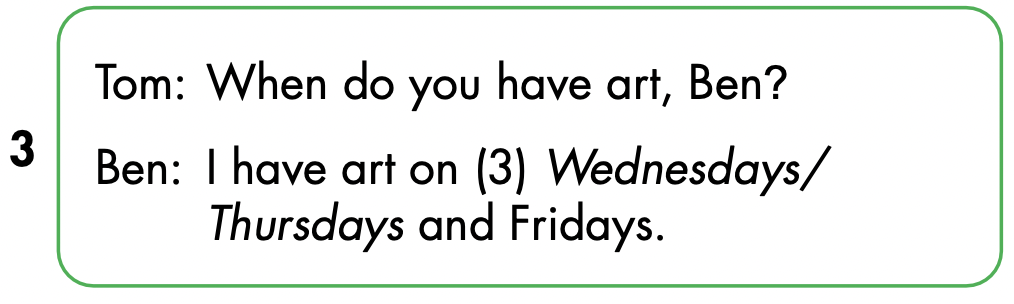 3
Tom: When do you have art, Ben?
Ben: I have art on (3) Wednesdays/
Thursdays and Fridays.